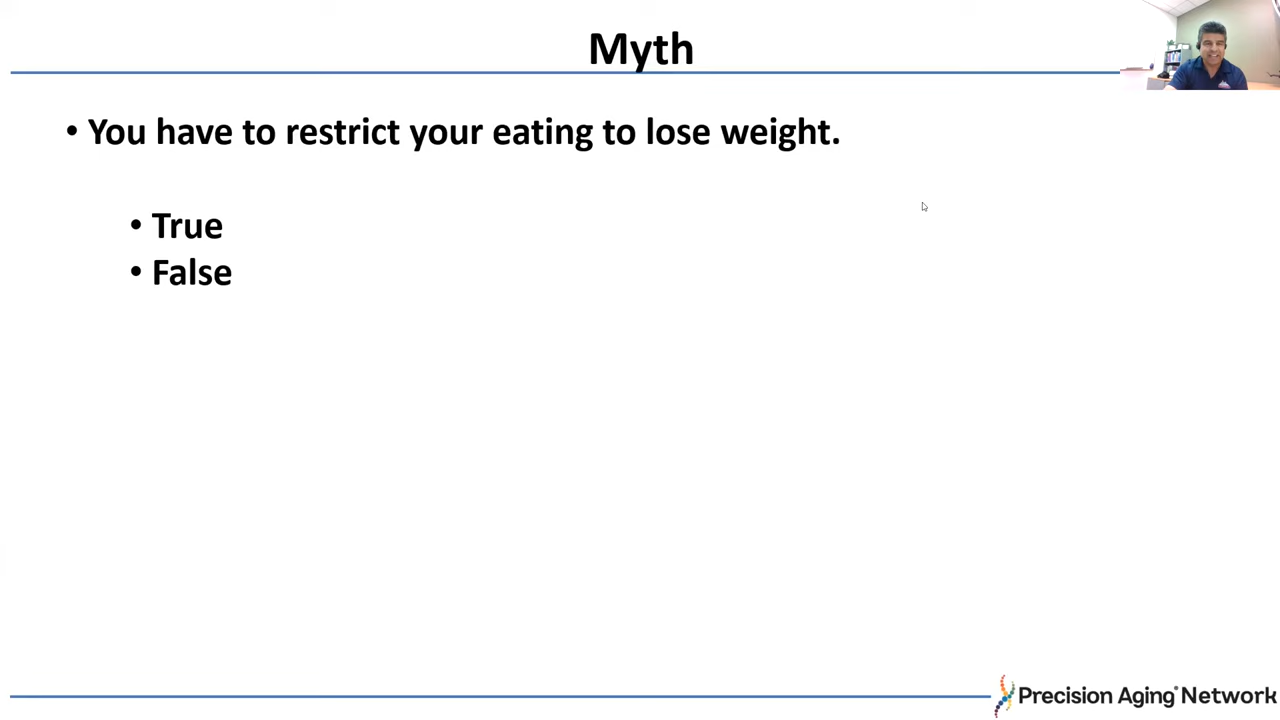 Myth
• You have to restrict your eating to lose weight.
• True
• False
Precision Aging® Network